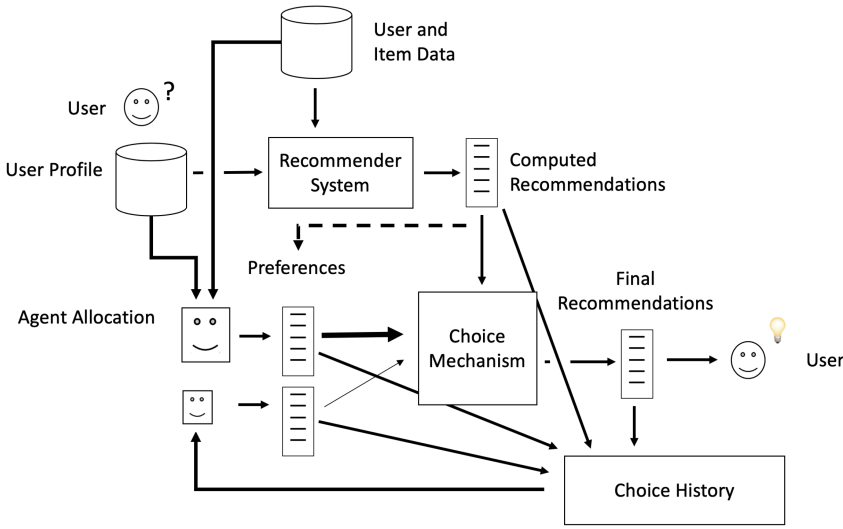 User and
Item Data
?
User
User Profile
Recommender
System
Computed
Recommendations
Preferences
Final
Recommendations
Agent Allocation
Choice
Mechanism
User
Choice History